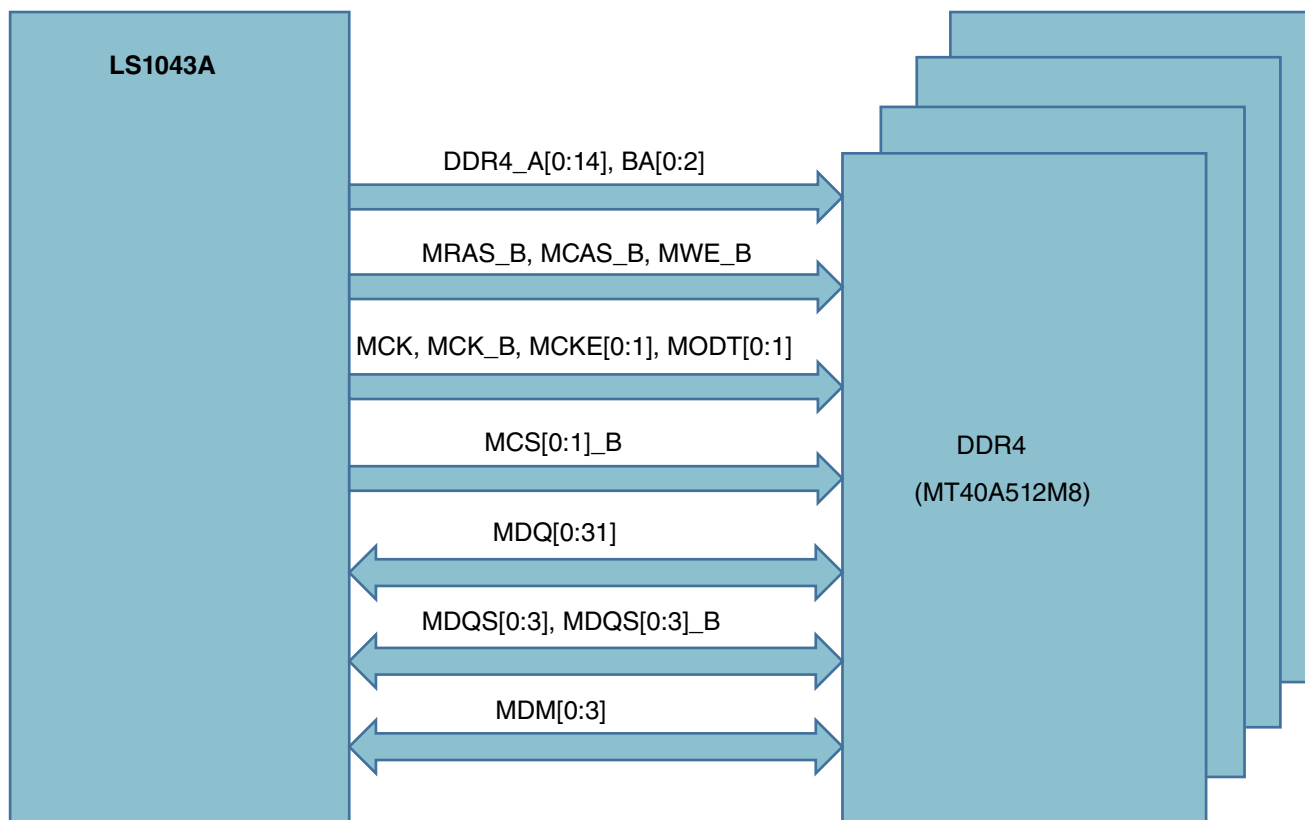 LS1043A
DDR4_A[0:14], BA[0:2]
MRAS_B, MCAS_B, MWE_B
MCK, MCK_B, MCKE[0:1], MODT[0:1]
MCS[0:1]_B
DDR4
(MT40A512M8)
MDQ[0:31]
MDQS[0:3], MDQS[0:3]_B
MDM[0:3]